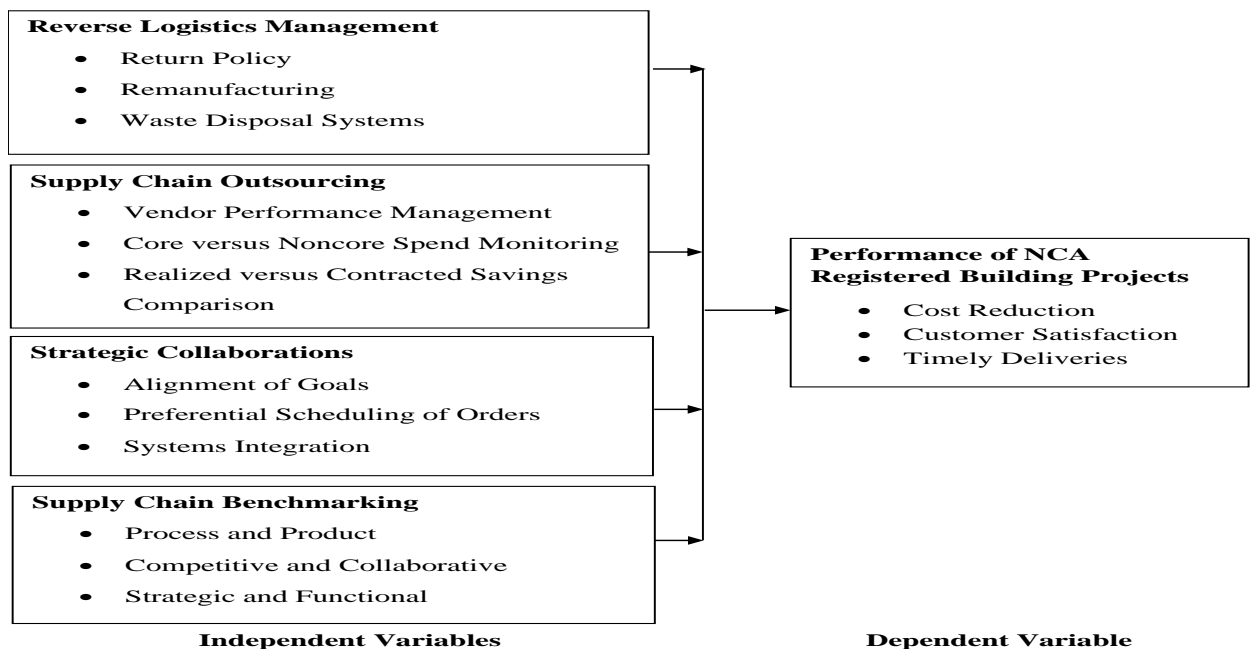 Reverse Logistics Management
• Return Policy
• Remanufacturing
• Waste Disposal Systems
Supply Chain Outsourcing
• Vendor Performance Management
• Core versus Noncore Spend Monitoring
• Realized versus Contracted Savings
Comparison
Strategic Collaborations
• Alignment of Goals
• Preferential Scheduling of Orders
• Systems Integration
Supply Chain Benchmarking
• Process and Product
• Competitive and Collaborative
• Strategic and Functional
Independent Variables
Performance of NCA
Registered Building Projects
• Cost Reduction
• Customer Satisfaction
• Timely Deliveries
Dependent Variable